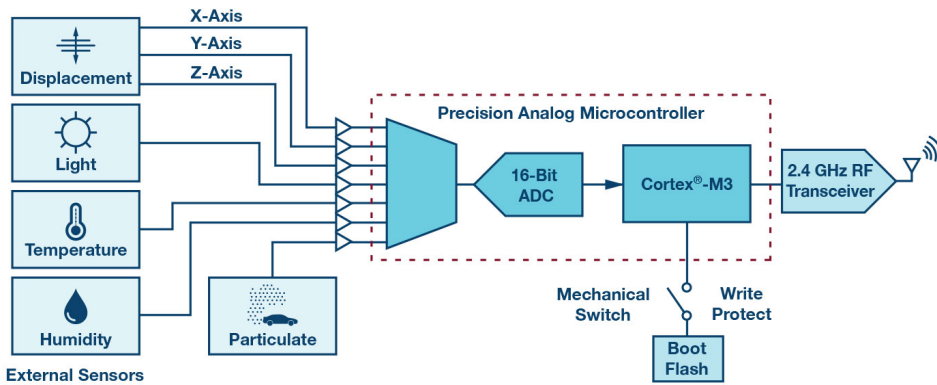 X-Axis
Y-Axis
Z-Axis
Displacement
Light
Temperature
Humidity
External Sensors
Particulate
Precision Analog Microcontroller
16-Bit
ADC
Cortex®-M3
2.4 GHz RF
Transceiver
Mechanical
Switch
Write
Protect
Boot
Flash